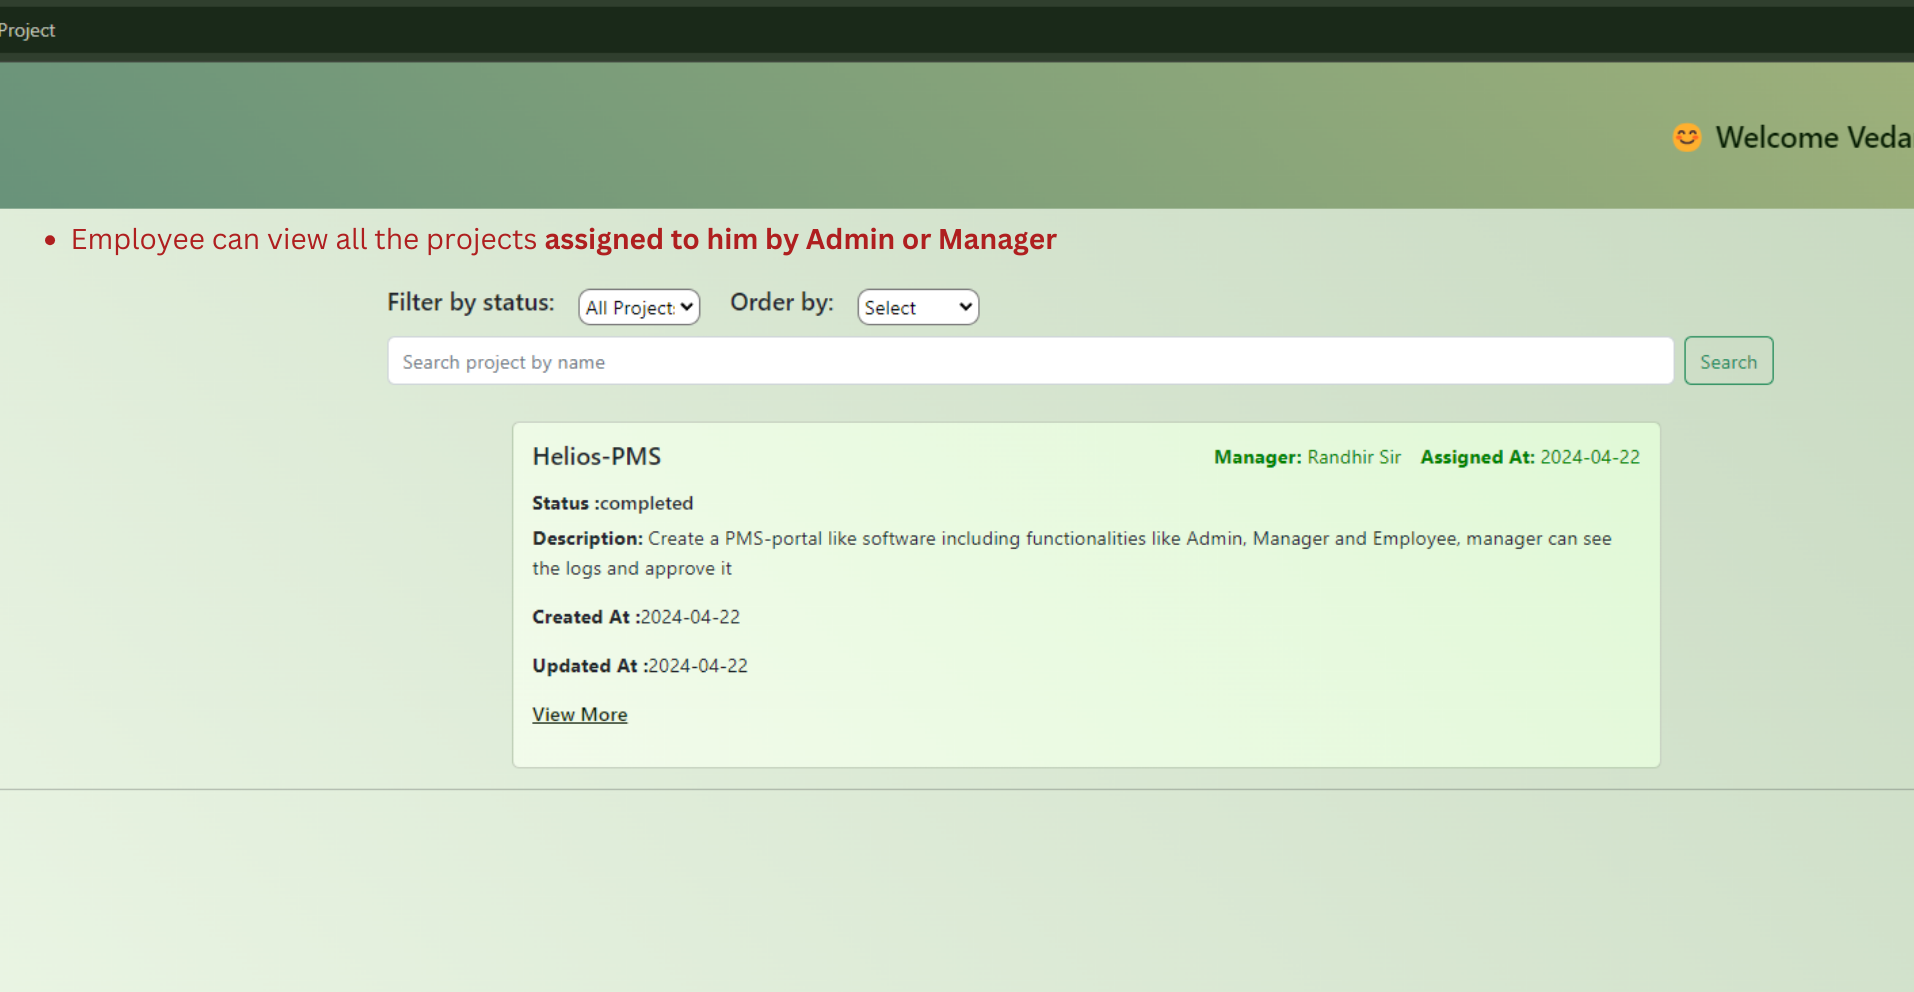 Project
😊 Welcome Veda
• Employee can view all the projects assigned to him by Admin or Manager
Filter by status: All Project Order by: Select
Search project by name Search
Helios-PMS Manager: Randhir Sir Assigned At: 2024-04-22
Status :completed
Description: Create a PMS-portal like software including functionalities like Admin, Manager and Employee, manager can see
the logs and approve it
Created At :2024-04-22
Updated At :2024-04-22
View More